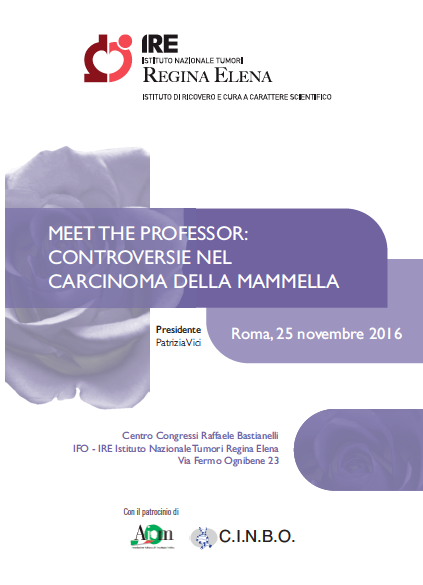 IRE
ISTITUTO NAZIONALE TUMORI
REGINA ELENA
ISTITUTO DI RICOVERO E CURA A CARATTERE SCIENTIFICO
MEET THE PROFESSOR:
CONTROVERSIE NEL
CARCINOMA DELLA MAMMELLA
Presidente
Patrizia Vici
Roma, 25 novembre 2016
Centro Congressi Raffaele Bastianelli
IFO - IRE Istituto Nazionale Tumori Regina Elena
Via Fermo Ognibene 23
Con il patrocinio di
C.I.N.B.O.